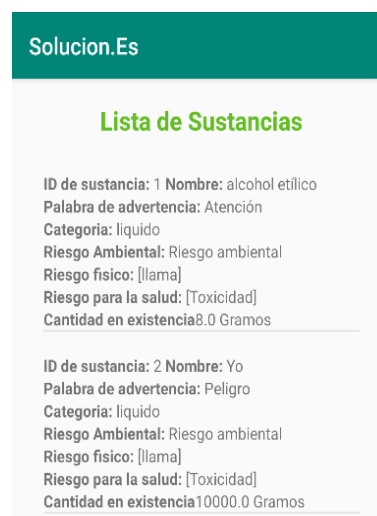 Solucion.Es
Lista de Sustancias
ID de sustancia: 1 Nombre: alcohol etílico
Palabra de advertencia: Atención
Categoria: liquido
Riesgo Ambiental: Riesgo ambiental
Riesgo fisico: [llama]
Riesgo para la salud: [Toxicidad]
Cantidad en existencia8.0 Gramos
ID de sustancia: 2 Nombre: Yo
Palabra de advertencia: Peligro
Categoria: liquido
Riesgo Ambiental: Riesgo ambiental
Riesgo fisico: [llama]
Riesgo para la salud: [Toxicidad]
Cantidad en existencia10000.0 Gramos